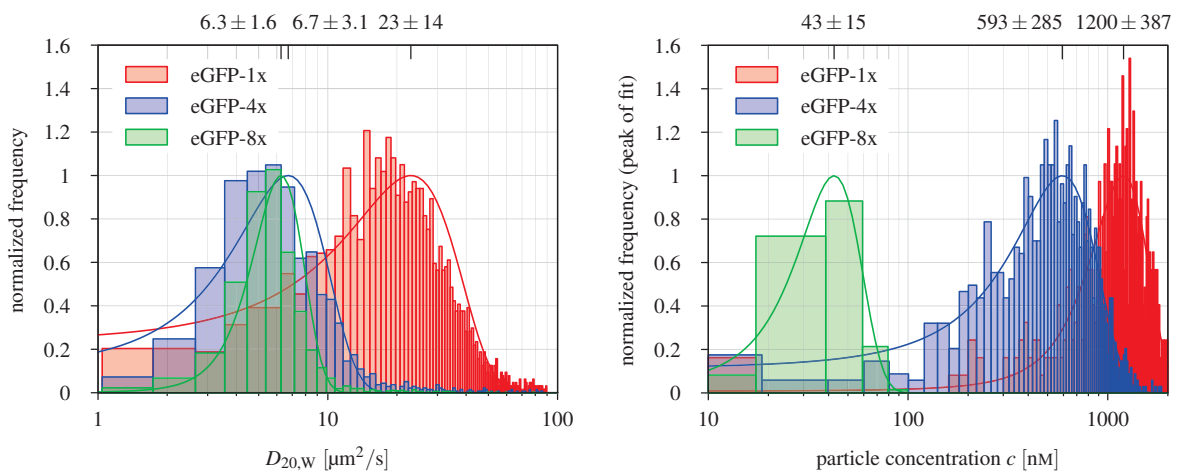 6.3 ± 1.6 6.7 ± 3.1 23 ± 14
1.6
1.4
1.2
1
0.8
0.6
0.4
0.2
0
normalized frequency
eGFP-1x
eGFP-4x
eGFP-8x
1 10 100
D20,W [µm²/s]
43 ± 15 593 ± 285 1200 ± 387
1.6
1.4
1.2
1
0.8
0.6
0.4
0.2
0
normalized frequency (peak of fit)
eGFP-1x
eGFP-4x
eGFP-8x
10 100 1000
particle concentration c [nM]